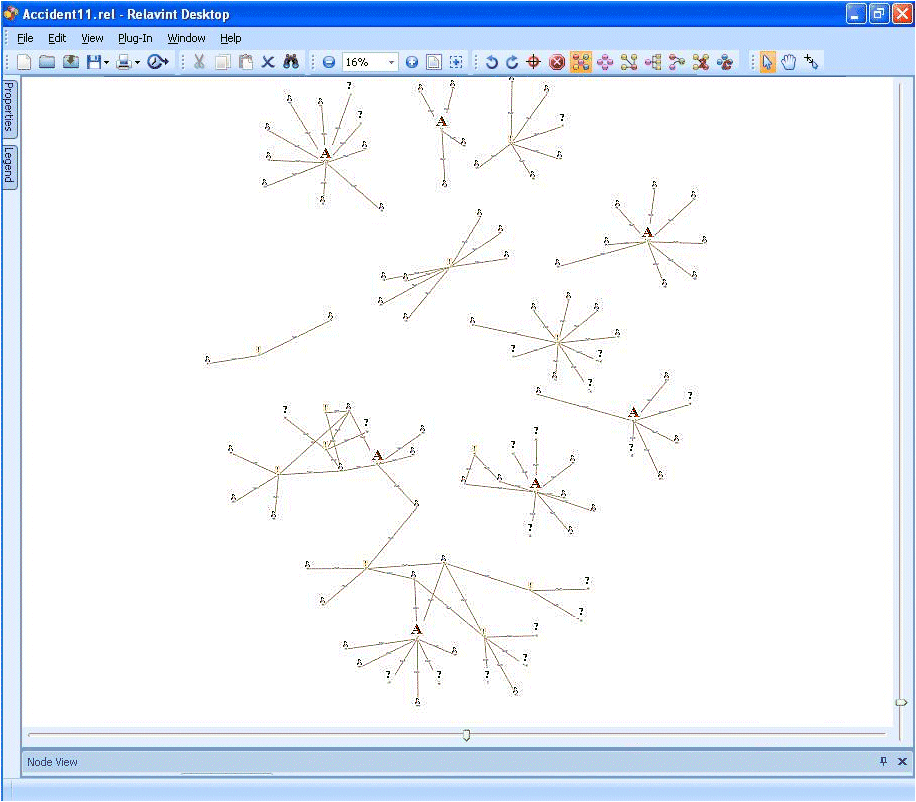 Accident11.rel - Relavint Desktop
File Edit View Plug-In Window Help
16%
Properties
Legend
? ?
A A
! ?
A
!
!
! ? ?
?
A ?
?
? ! ?
! A
!
! ? ?
A
?
!
! ?
?
A ! ?
?
? ? ?
Node View